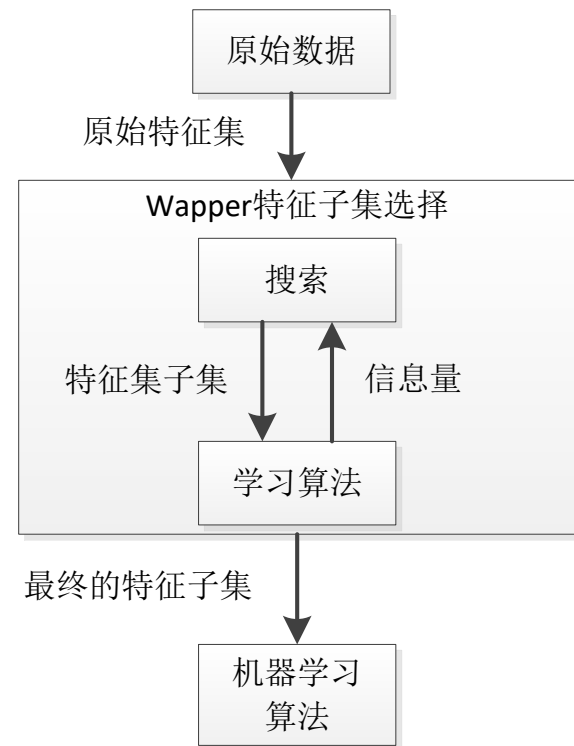 原始数据
原始特征集
Wapper特征子集选择
搜索
特征集子集
信息量
学习算法
最终的特征子集
机器学习
算法